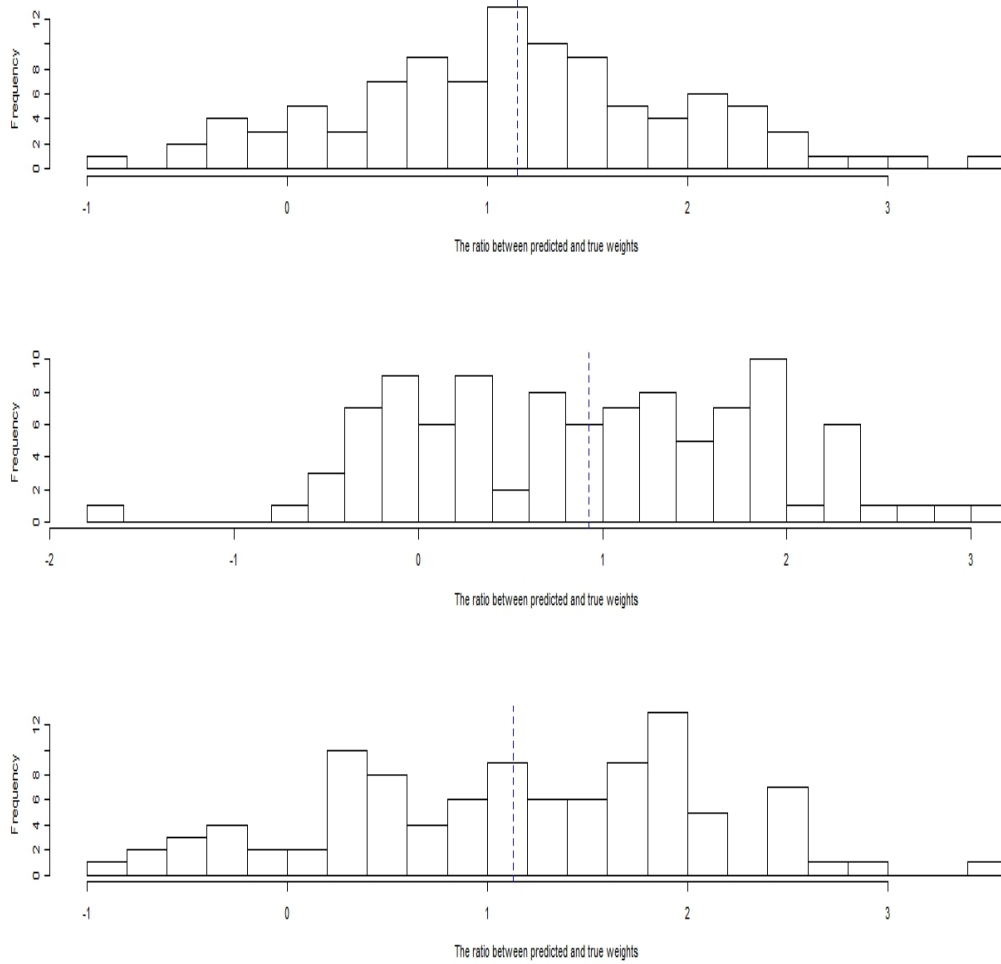 Frequency
0 2 4 6 8 12
-1 0 1 2 3
The ratio between predicted and true weights
Frequency
0 2 4 6 8 10
-2 -1 0 1 2 3
The ratio between predicted and true weights
Frequency
0 2 4 6 8 12
-1 0 1 2 3
The ratio between predicted and true weights